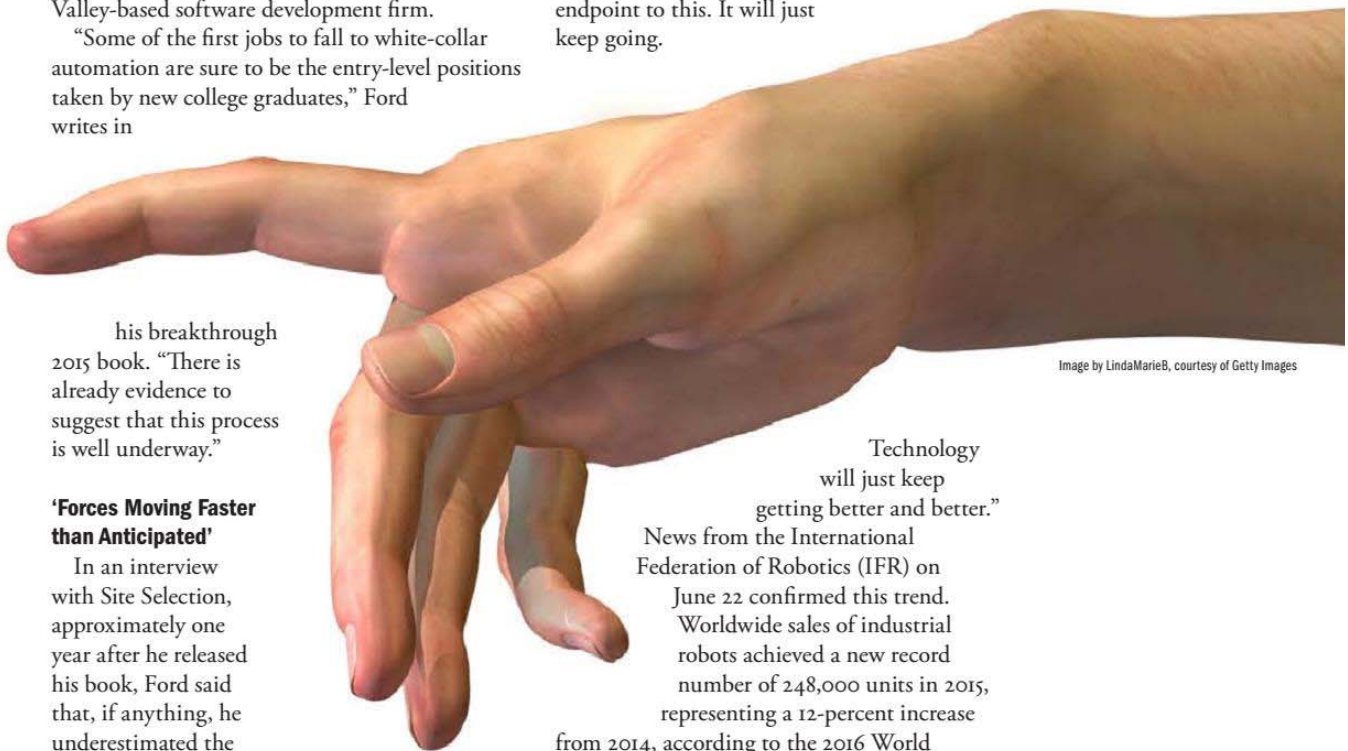 Valley-based software development firm.
“Some of the first jobs to fall to white-collar
automation are sure to be the entry-level positions
taken by new college graduates,” Ford
writes in
his breakthrough
2015 book. “There is
already evidence to
suggest that this process
is well underway.”
‘Forces Moving Faster
than Anticipated’
In an interview
with Site Selection,
approximately one
year after he released
his book, Ford said
that, if anything, he
underestimated the
endpoint to this. It will just
keep going.
Image by LindaMarieB, courtesy of Getty Images
Technology
will just keep
getting better and better.”
News from the International
Federation of Robotics (IFR) on
June 22 confirmed this trend.
Worldwide sales of industrial
robots achieved a new record
number of 248,000 units in 2015,
representing a 12-percent increase
from 2014, according to the 2016 World